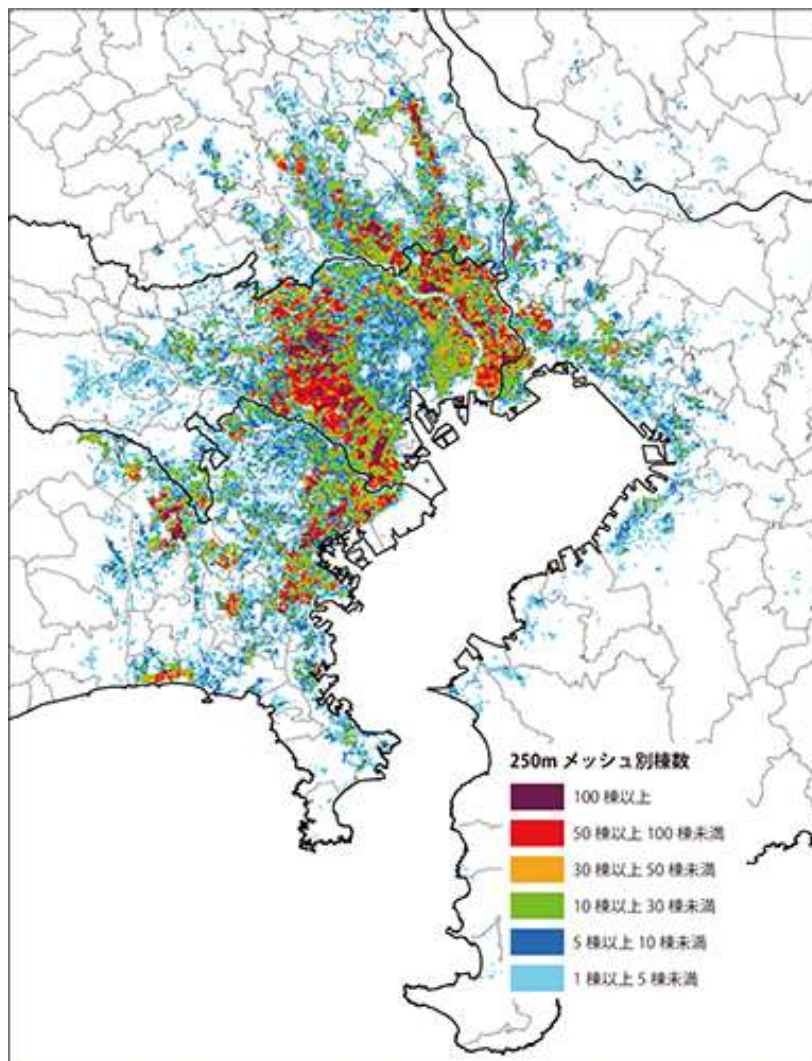 250m メッシュ別棟数
100 棟以上
50 棟以上 100 棟未満
30 棟以上 50 棟未満
10 棟以上 30 棟未満
5 棟以上 10 棟未満
1 棟以上 5 棟未満